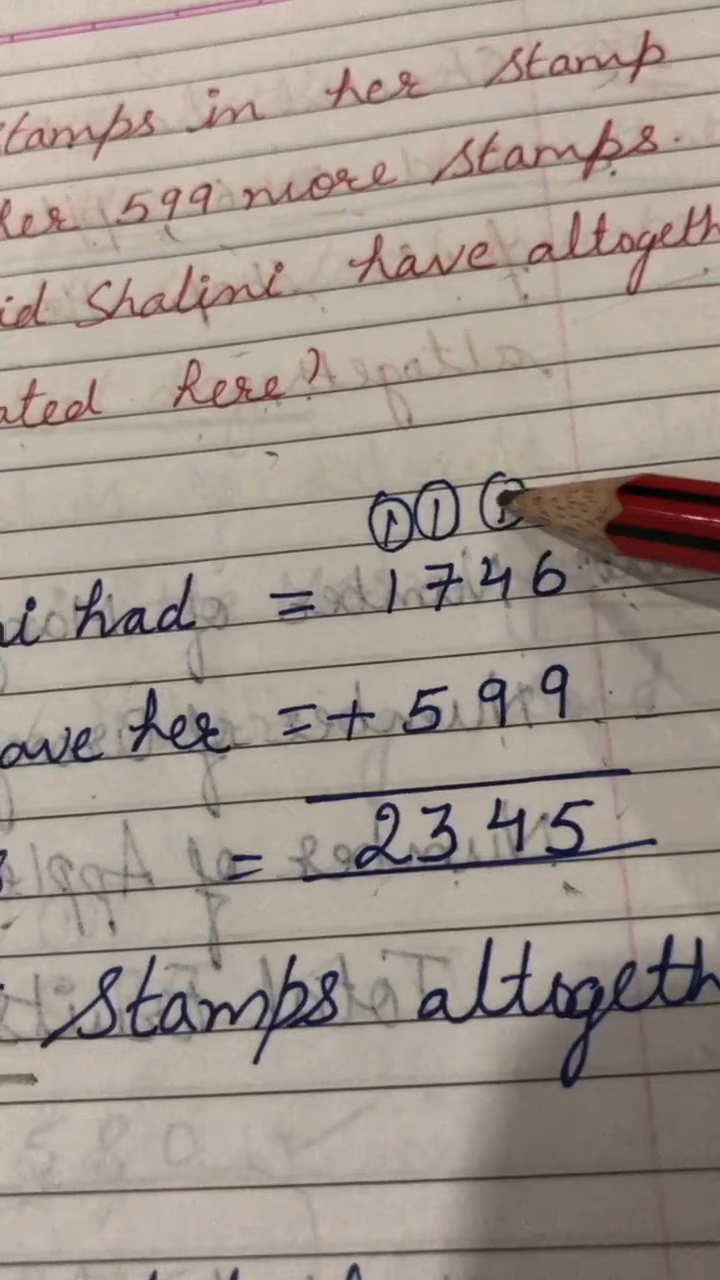 stamps in her stamp
her 599 more stamps.
id Shalini have altogeth
ated here?
① ① ①
i had = 1746
ave her = + 599
= 2345
Stamps altogeth